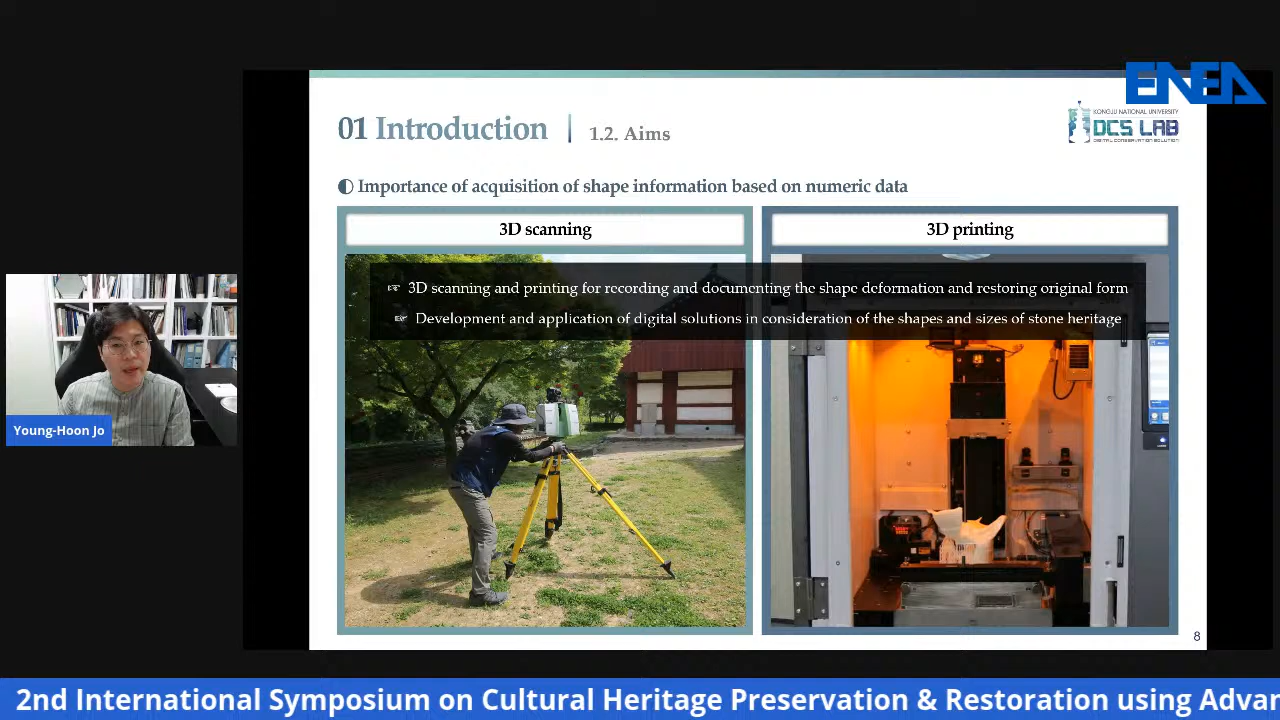 ENEA
01 Introduction
1.2. Aims
KONGJU NATIONAL UNIVERSITY
DCS LAB
DIGITAL CONSERVATION SOLUTION
Importance of acquisition of shape information based on numeric data
3D scanning
3D printing
3D scanning and printing for recording and documenting the shape deformation and restoring original form
Development and application of digital solutions in consideration of the shapes and sizes of stone heritage
Young-Hoon Jo
8
2nd International Symposium on Cultural Heritage Preservation & Restoration using Advan